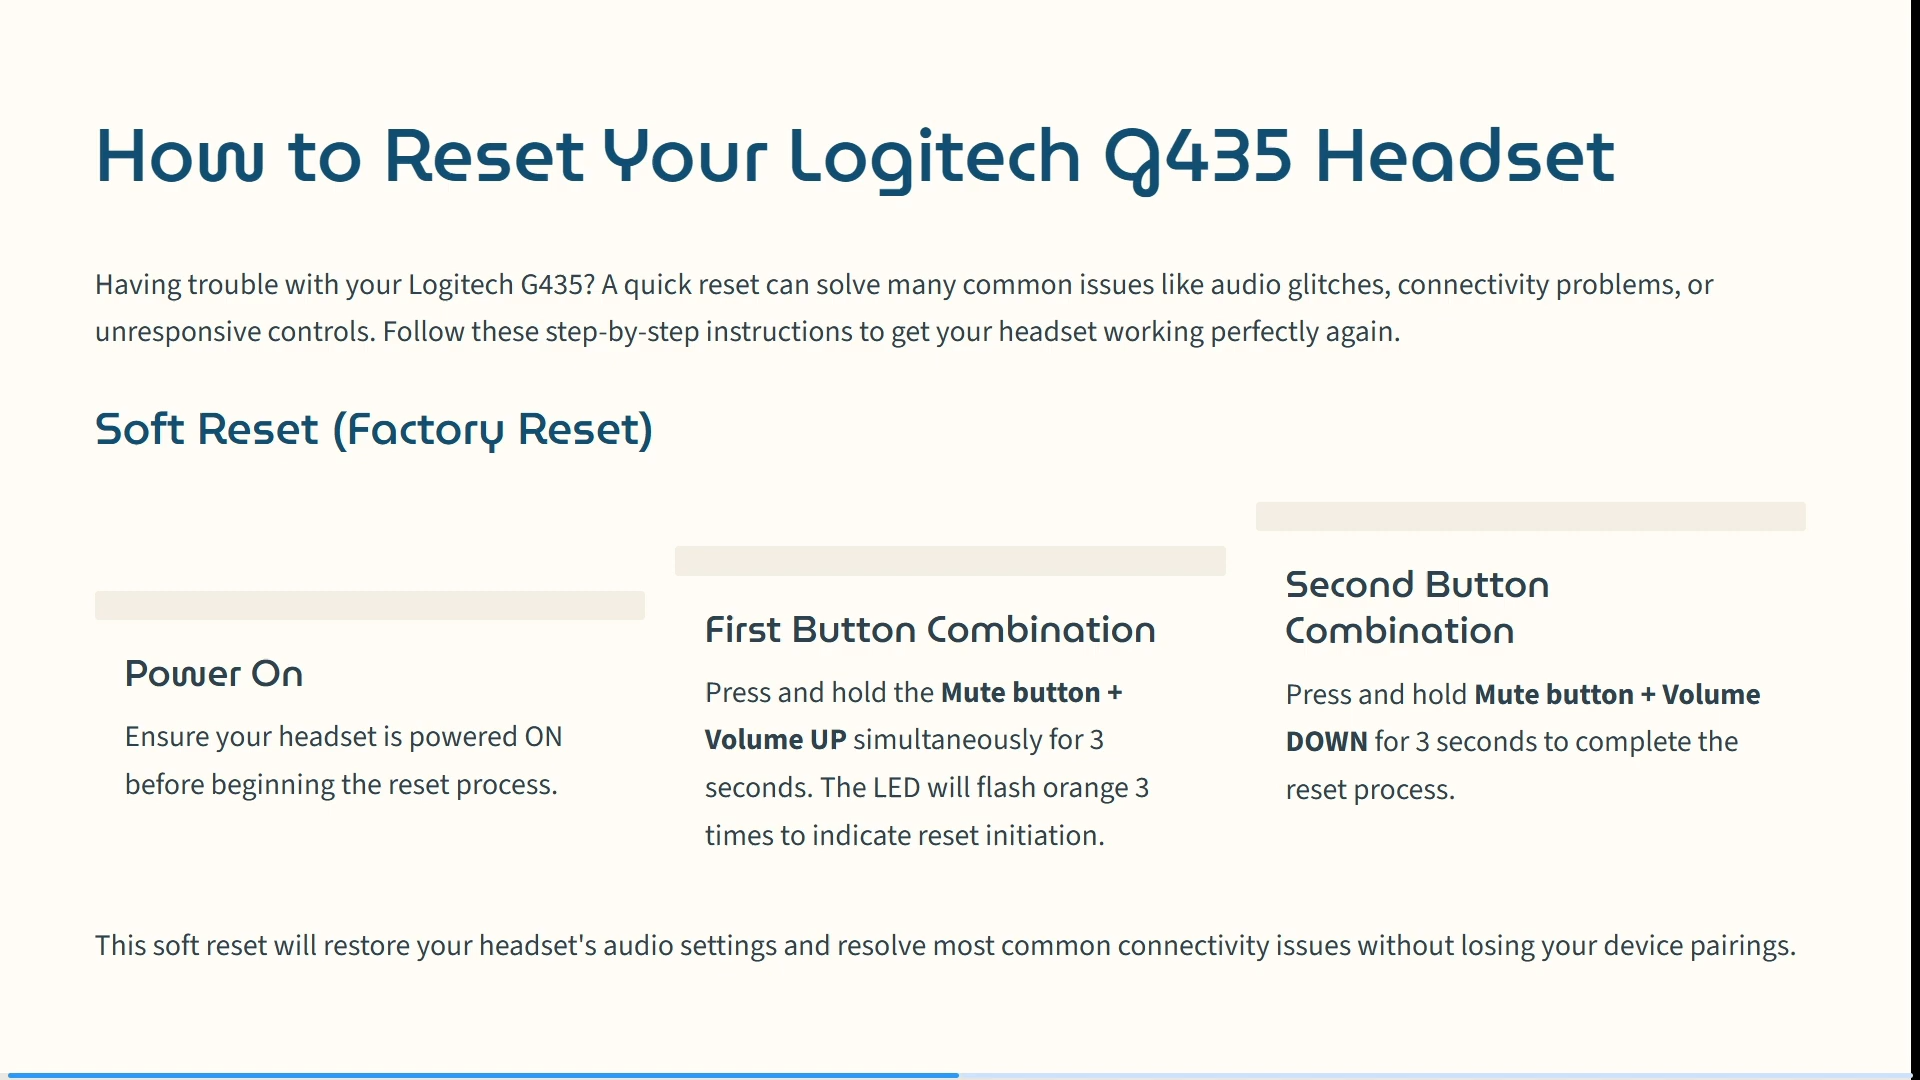 How to Reset Your Logitech G435 Headset
Having trouble with your Logitech G435? A quick reset can solve many common issues like audio glitches, connectivity problems, or
unresponsive controls. Follow these step-by-step instructions to get your headset working perfectly again.
Soft Reset (Factory Reset)
Power On
Ensure your headset is powered ON
before beginning the reset process.
First Button Combination
Press and hold the Mute button +
Volume UP simultaneously for 3
seconds. The LED will flash orange 3
times to indicate reset initiation.
Second Button
Combination
Press and hold Mute button + Volume
DOWN for 3 seconds to complete the
reset process.
This soft reset will restore your headset's audio settings and resolve most common connectivity issues without losing your device pairings.